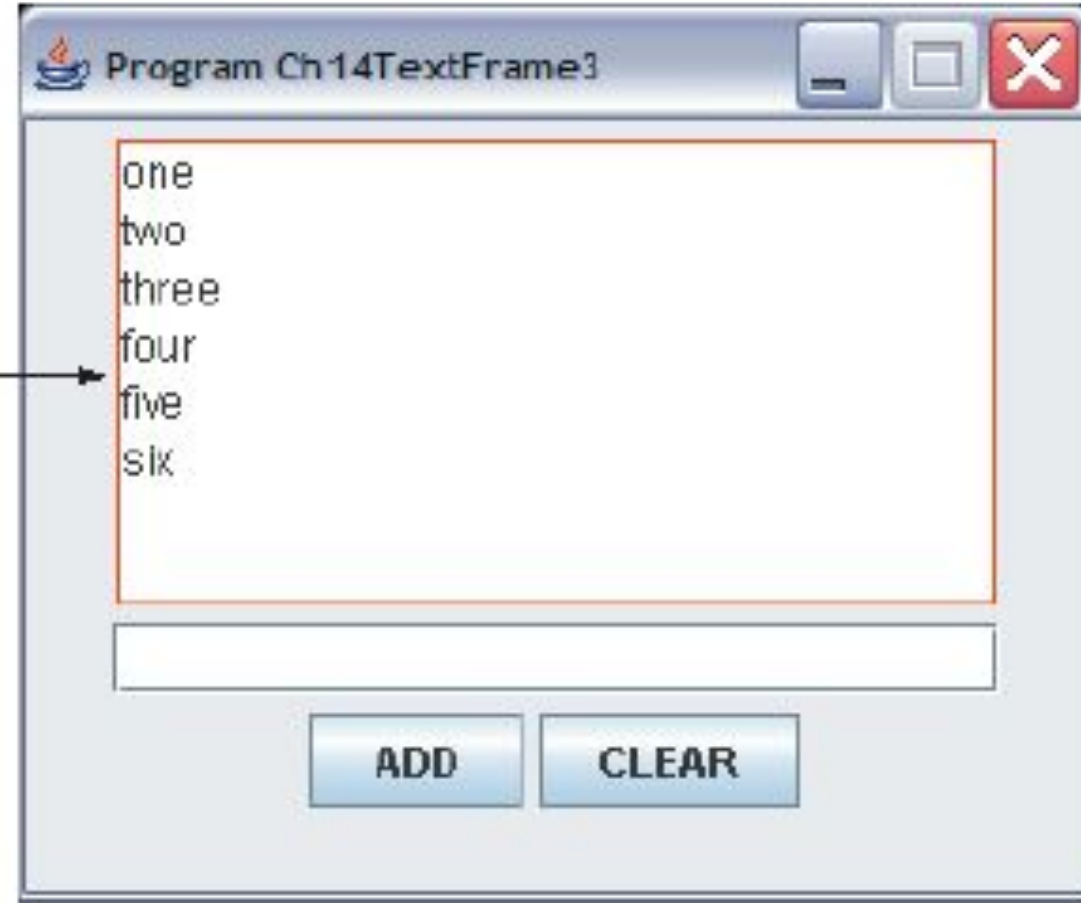 Program Ch14TextFrame3
one
two
three
four
five
six
ADD CLEAR